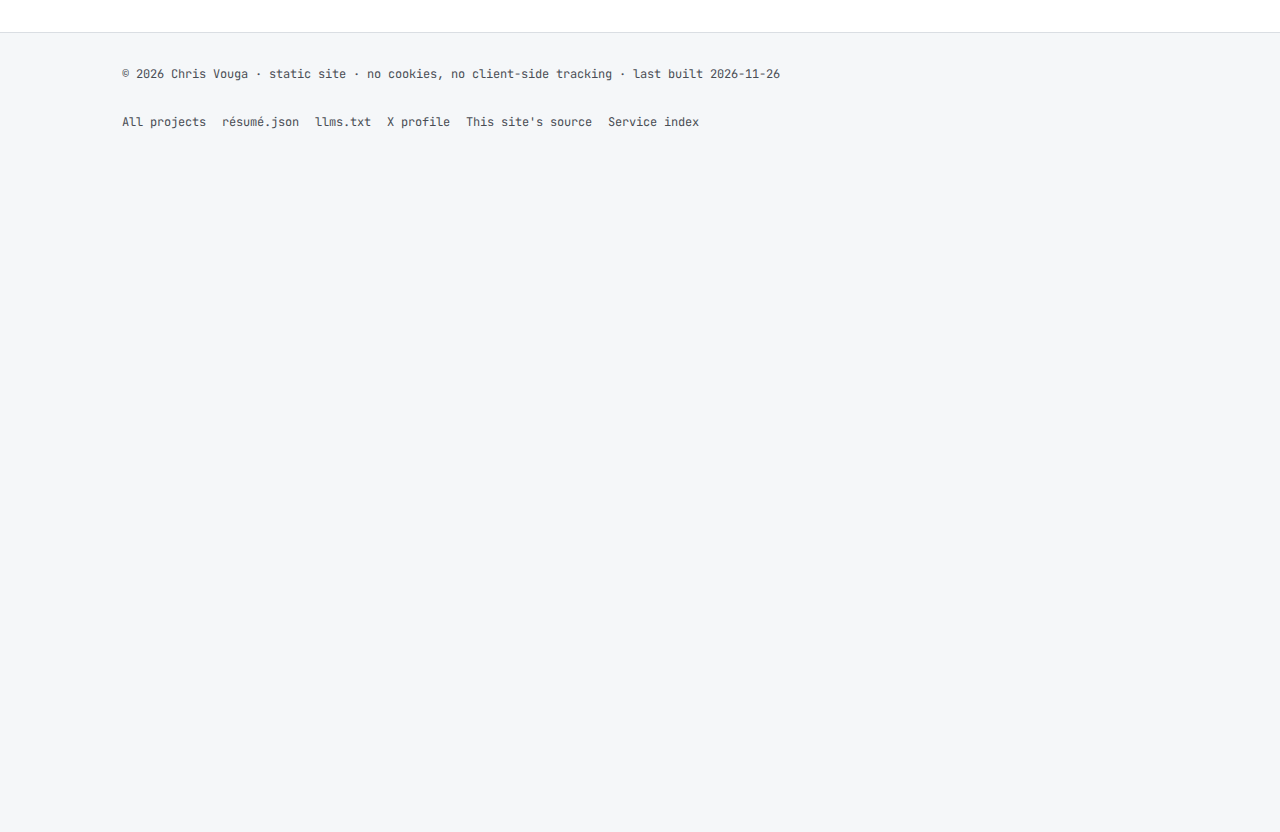 © 2026 Chris Vouga · static site · no cookies, no client-side tracking · last built 2026-11-26
All projects résumé.json llms.txt X profile This site's source Service index